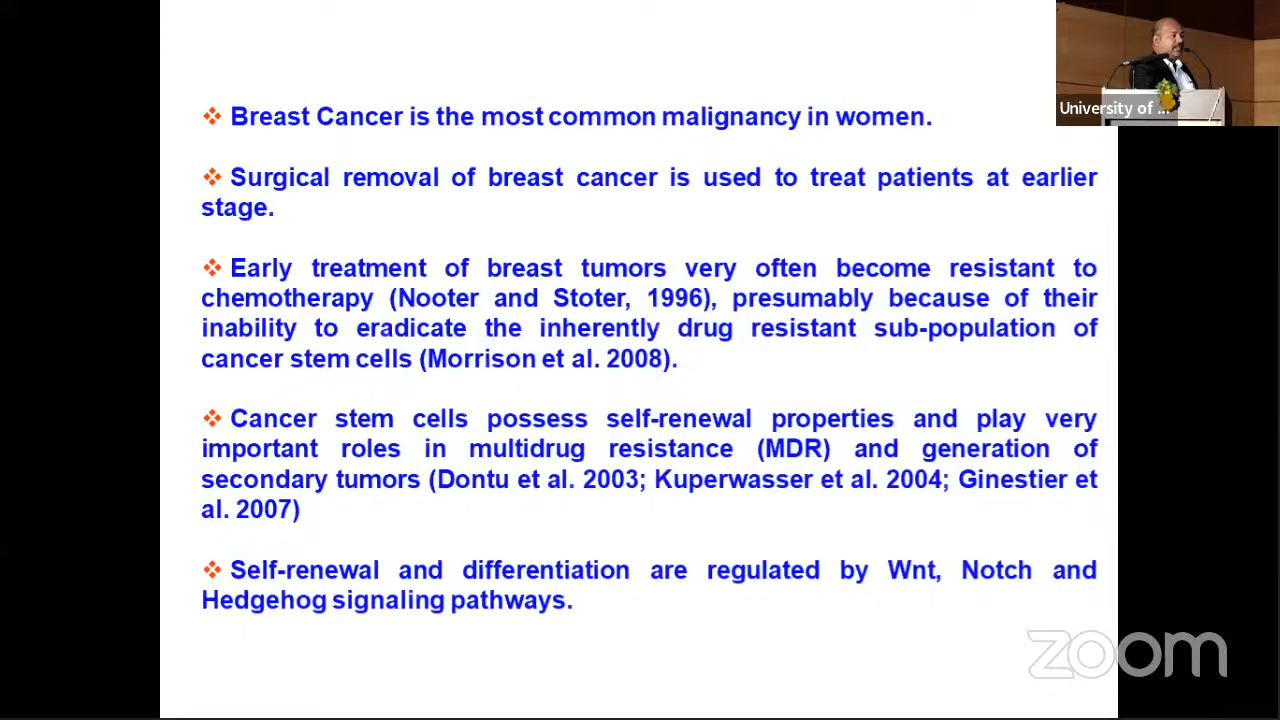 ❖ Breast Cancer is the most common malignancy in women.
❖ Surgical removal of breast cancer is used to treat patients at earlier
stage.
❖ Early treatment of breast tumors very often become resistant to
chemotherapy (Nooter and Stoter, 1996), presumably because of their
inability to eradicate the inherently drug resistant sub-population of
cancer stem cells (Morrison et al. 2008).
❖ Cancer stem cells possess self-renewal properties and play very
important roles in multidrug resistance (MDR) and generation of
secondary tumors (Dontu et al. 2003; Kuperwasser et al. 2004; Ginestier et
al. 2007)
❖ Self-renewal and differentiation are regulated by Wnt, Notch and
Hedgehog signaling pathways.
University of ...
zoom